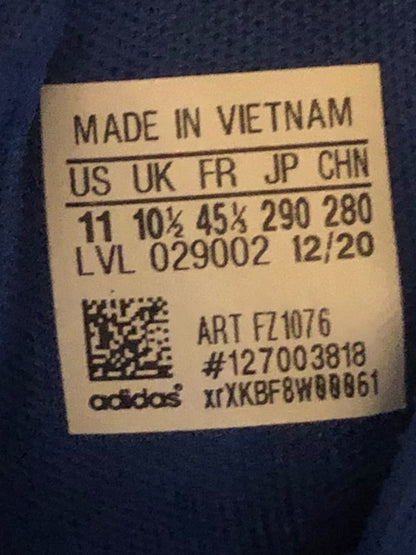 MADE IN VIETNAM
US UK FR JP CHN
11 10½ 45⅓ 290 280
LVL 029002 12/20
ART FZ1076
#127003818
adidas